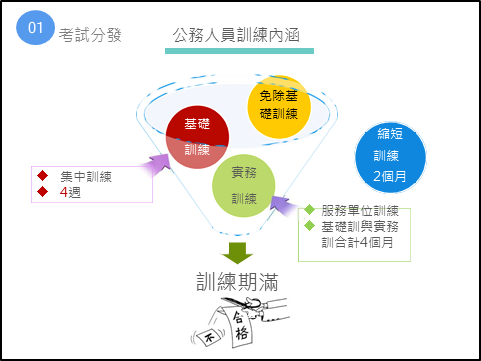 01
考試分發
公務人員訓練內涵
免除基
礎訓練
基礎
訓練
縮短
訓練
2個月
實務
訓練
集中訓練
4週
服務單位訓練
基礎訓與實務
訓合計4個月
訓練期滿
不
合
格